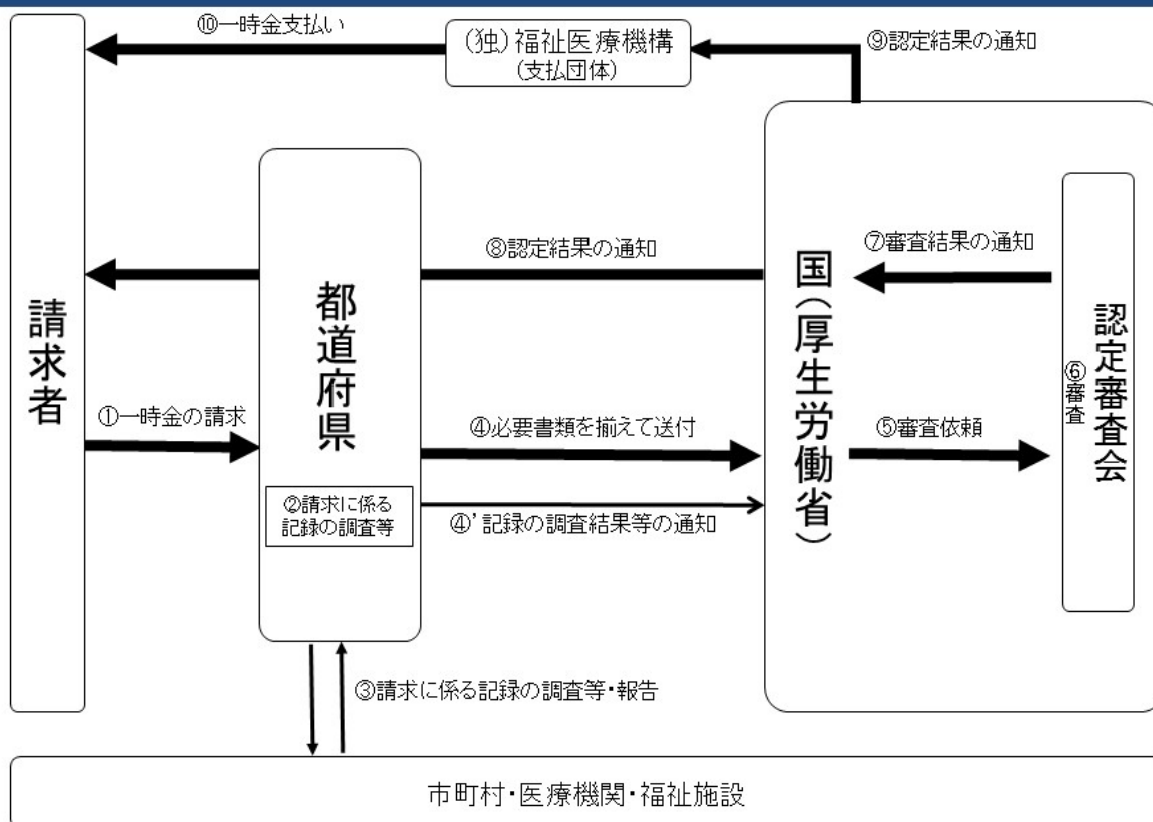 ⑩一時金支払い
(独)福祉医療機構
(支払団体)
⑨認定結果の通知
請求者
都道府県
国(厚生労働省)
認定審査会
⑥審査
⑧認定結果の通知
⑦審査結果の通知
①一時金の請求
④必要書類を揃えて送付
⑤審査依頼
②請求に係る
記録の調査等
④’記録の調査結果等の通知
③請求に係る記録の調査等・報告
市町村・医療機関・福祉施設